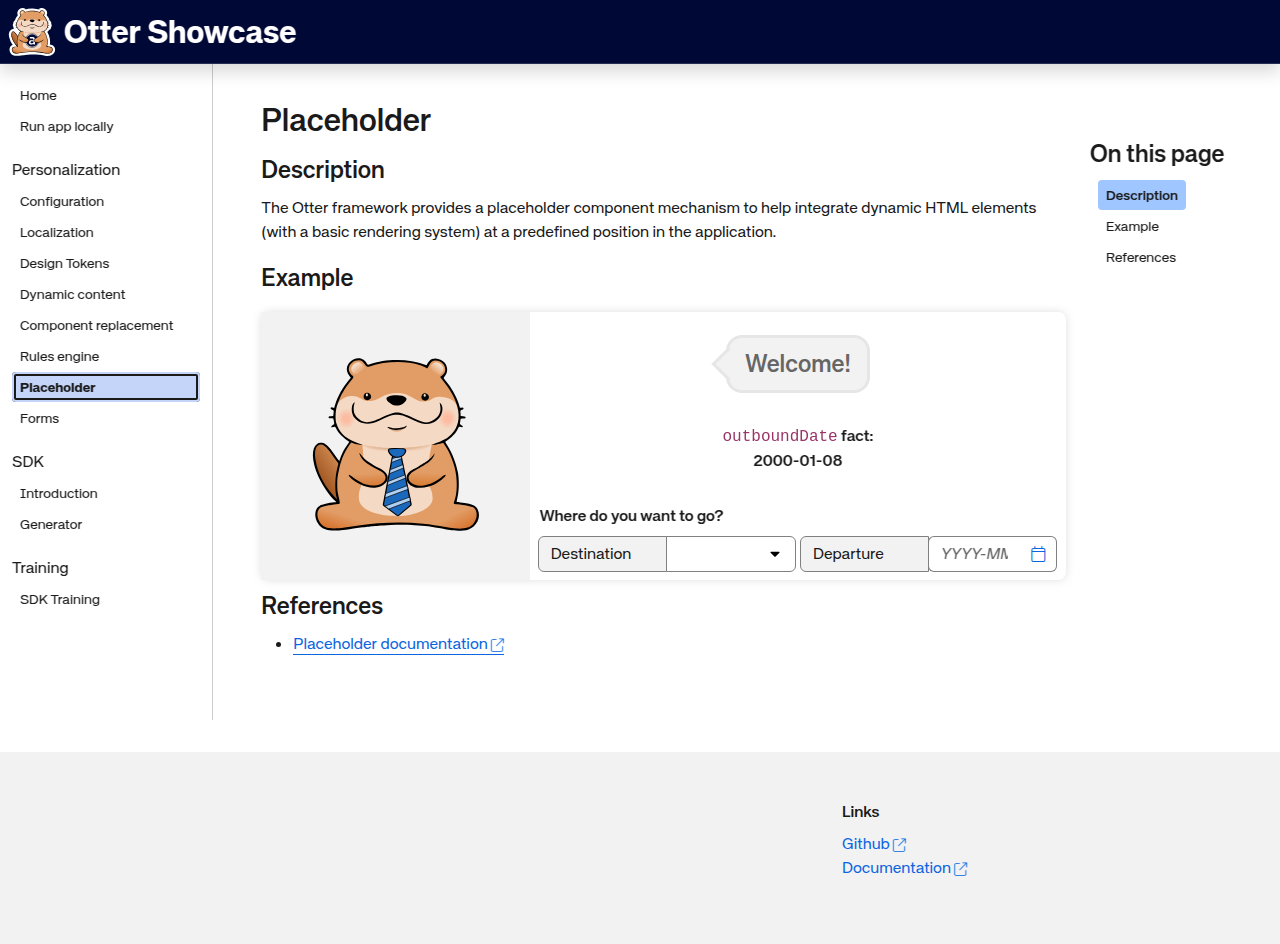 Otter Showcase
Home
Run app locally
Personalization
Configuration
Localization
Design Tokens
Dynamic content
Component replacement
Rules engine
Placeholder
Forms
SDK
Introduction
Generator
Training
SDK Training
Placeholder
Description
The Otter framework provides a placeholder component mechanism to help integrate dynamic HTML elements
(with a basic rendering system) at a predefined position in the application.
Example
Welcome!
outboundDate fact:
2000-01-08
Where do you want to go?
Destination
Departure
YYYY-MM
References
Placeholder documentation
On this page
Description
Example
References
Links
Github
Documentation